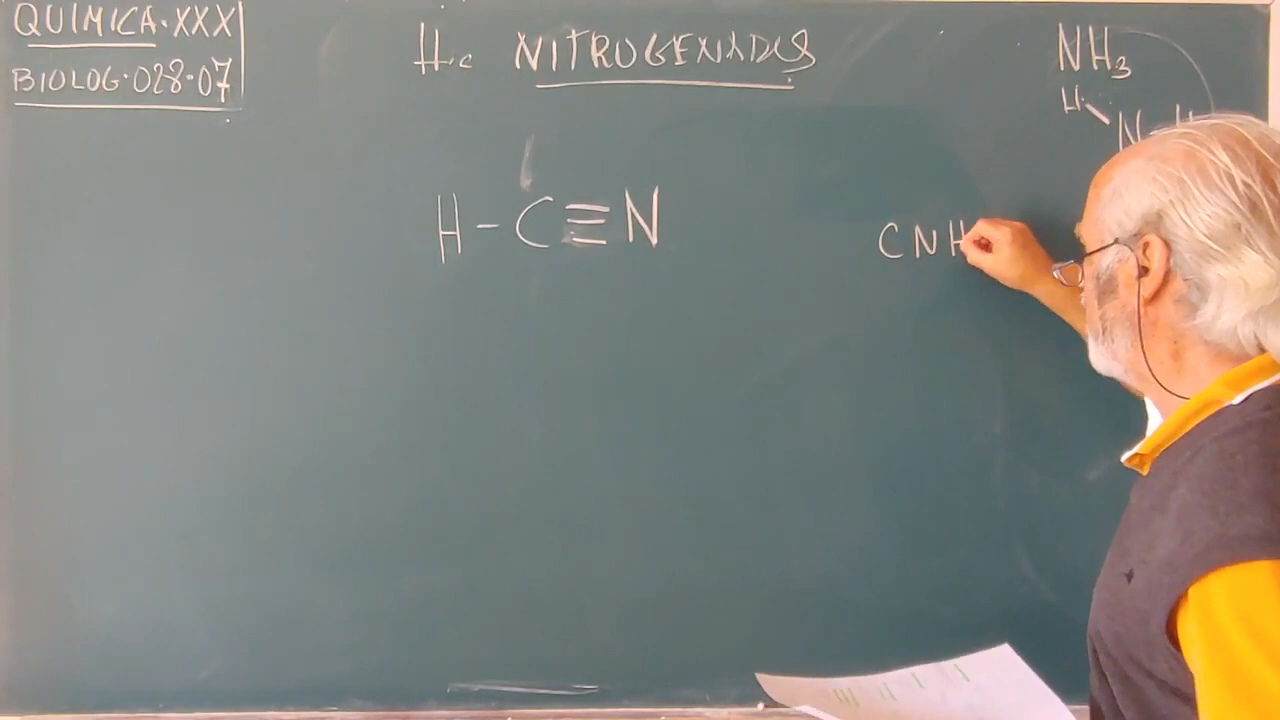 QUIMICA·XXX
BIOLOG·028·07
H.c NITROGENADOS
NH3
H N H
H-C≡N
CNH